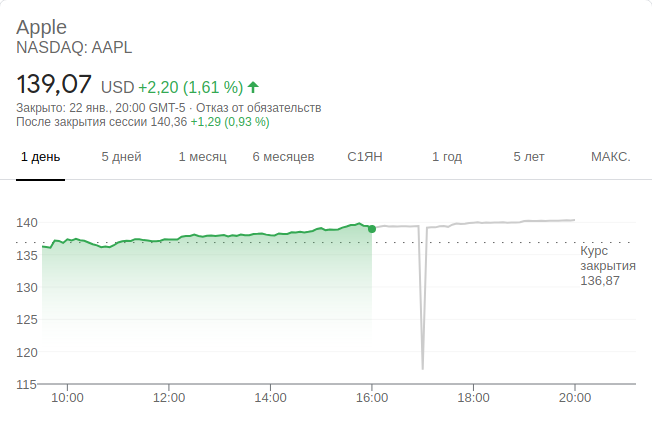 Apple
NASDAQ: AAPL
139,07 USD +2,20 (1,61 %)
Закрыто: 22 янв., 20:00 GMT-5 · Отказ от обязательств
После закрытия сессии 140,36 +1,29 (0,93 %)
1 день 5 дней 1 месяц 6 месяцев С1ЯН 1 год 5 лет МАКС.
140
135
130
125
120
115
Курс
закрытия
136,87
10:00 12:00 14:00 16:00 18:00 20:00